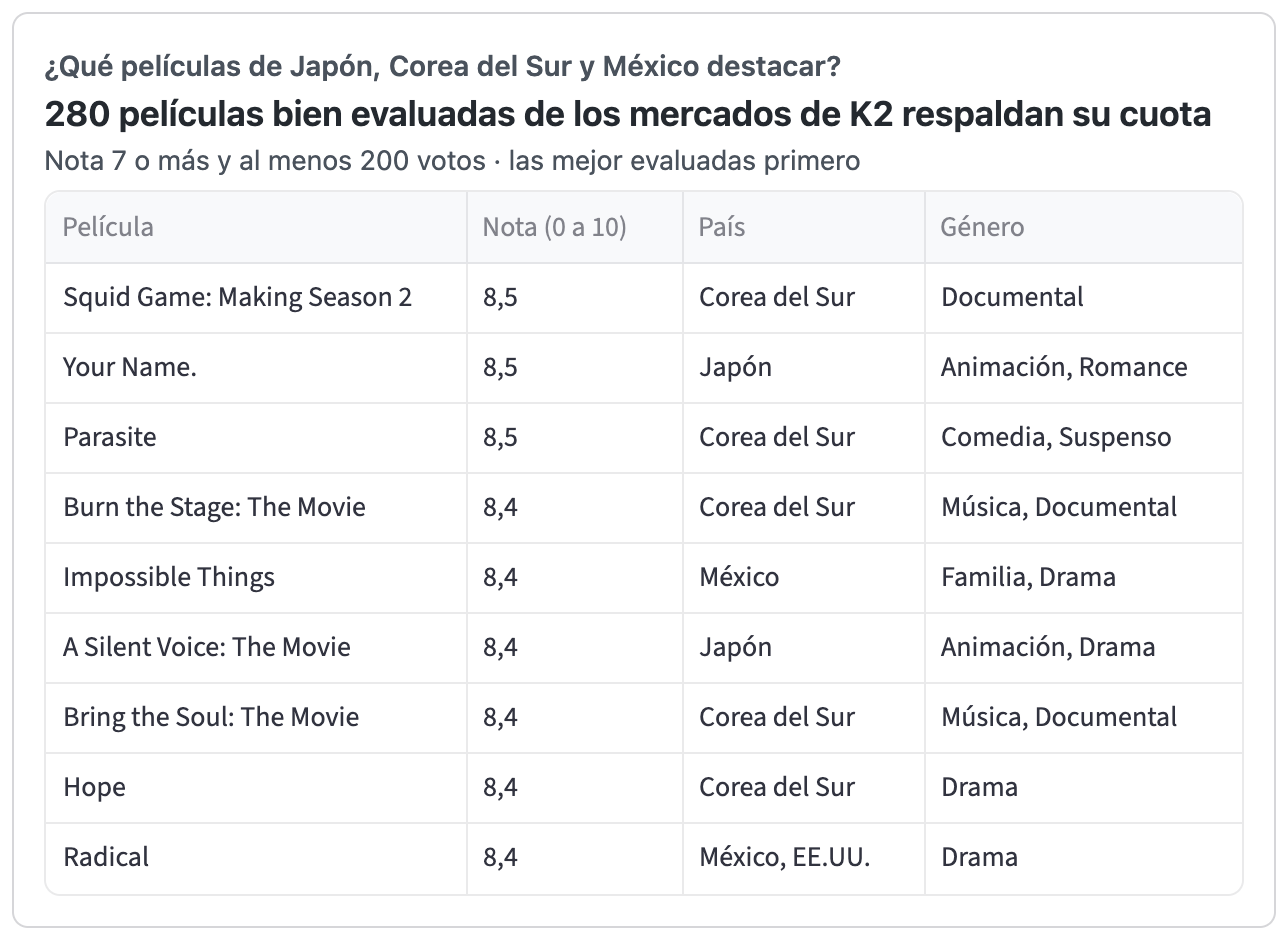 ¿Qué películas de Japón, Corea del Sur y México destacar?
280 películas bien evaluadas de los mercados de K2 respaldan su cuota
Nota 7 o más y al menos 200 votos · las mejor evaluadas primero
Película Nota (0 a 10) País Género
Squid Game: Making Season 2 8,5 Corea del Sur Documental
Your Name. 8,5 Japón Animación, Romance
Parasite 8,5 Corea del Sur Comedia, Suspenso
Burn the Stage: The Movie 8,4 Corea del Sur Música, Documental
Impossible Things 8,4 México Familia, Drama
A Silent Voice: The Movie 8,4 Japón Animación, Drama
Bring the Soul: The Movie 8,4 Corea del Sur Música, Documental
Hope 8,4 Corea del Sur Drama
Radical 8,4 México, EE.UU. Drama